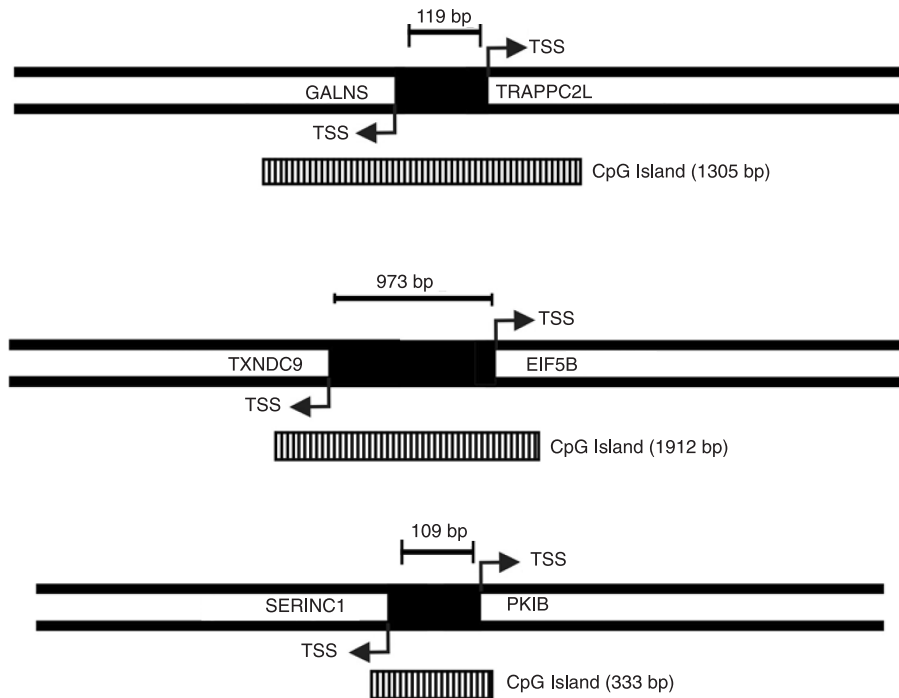 119 bp
TSS
GALNS
TRAPPC2L
TSS
CpG Island (1305 bp)
973 bp
TSS
TXNDC9
EIF5B
TSS
CpG Island (1912 bp)
109 bp
TSS
SERINC1
PKIB
TSS
CpG Island (333 bp)